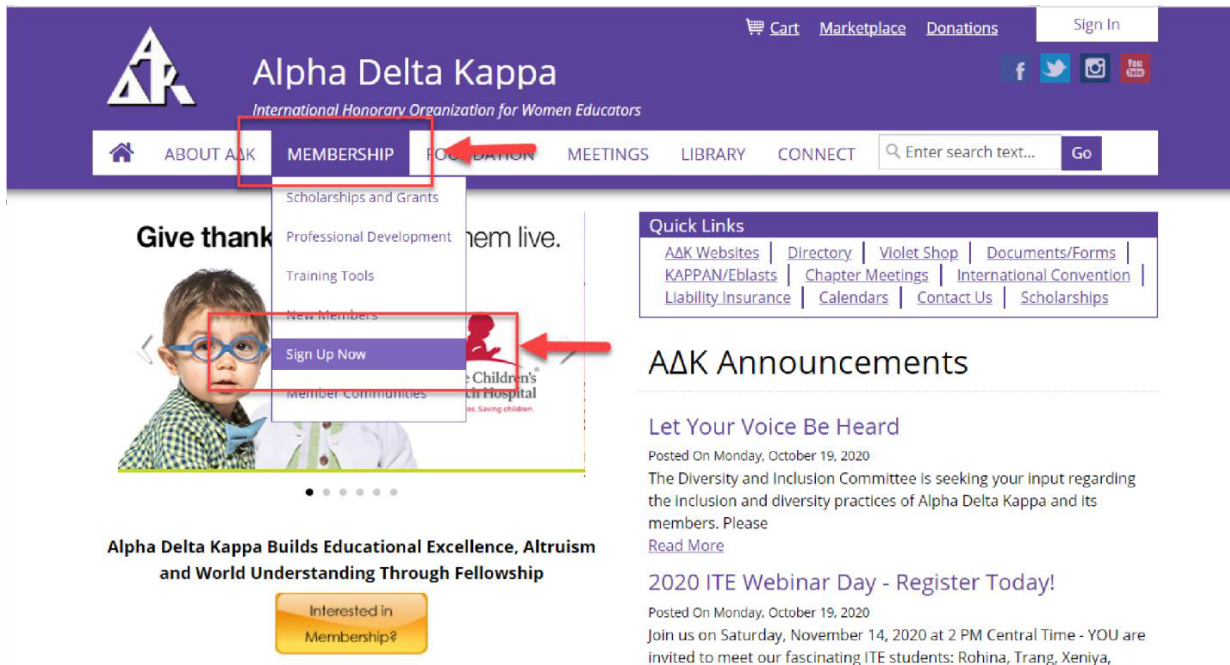 Cart Marketplace Donations Sign In
AΔK
Alpha Delta Kappa
International Honorary Organization for Women Educators
You Tube
ABOUT AΔK MEMBERSHIP FOUNDATION MEETINGS LIBRARY CONNECT Enter search text... Go
Scholarships and Grants
Professional Development
Training Tools
New Members
Sign Up Now
Member Communities
Give thank hem live.
Children's
Hospital
Saving children.
Alpha Delta Kappa Builds Educational Excellence, Altruism
and World Understanding Through Fellowship
Interested in
Membership?
Quick Links
AΔK Websites | Directory | Violet Shop | Documents/Forms |
KAPPAN/Eblasts | Chapter Meetings | International Convention |
Liability Insurance | Calendars | Contact Us | Scholarships
AΔK Announcements
Let Your Voice Be Heard
Posted On Monday, October 19, 2020
The Diversity and Inclusion Committee is seeking your input regarding
the inclusion and diversity practices of Alpha Delta Kappa and its
members. Please
Read More
2020 ITE Webinar Day - Register Today!
Posted On Monday, October 19, 2020
Join us on Saturday, November 14, 2020 at 2 PM Central Time - YOU are
invited to meet our fascinating ITE students: Rohina, Trang, Xeniya,